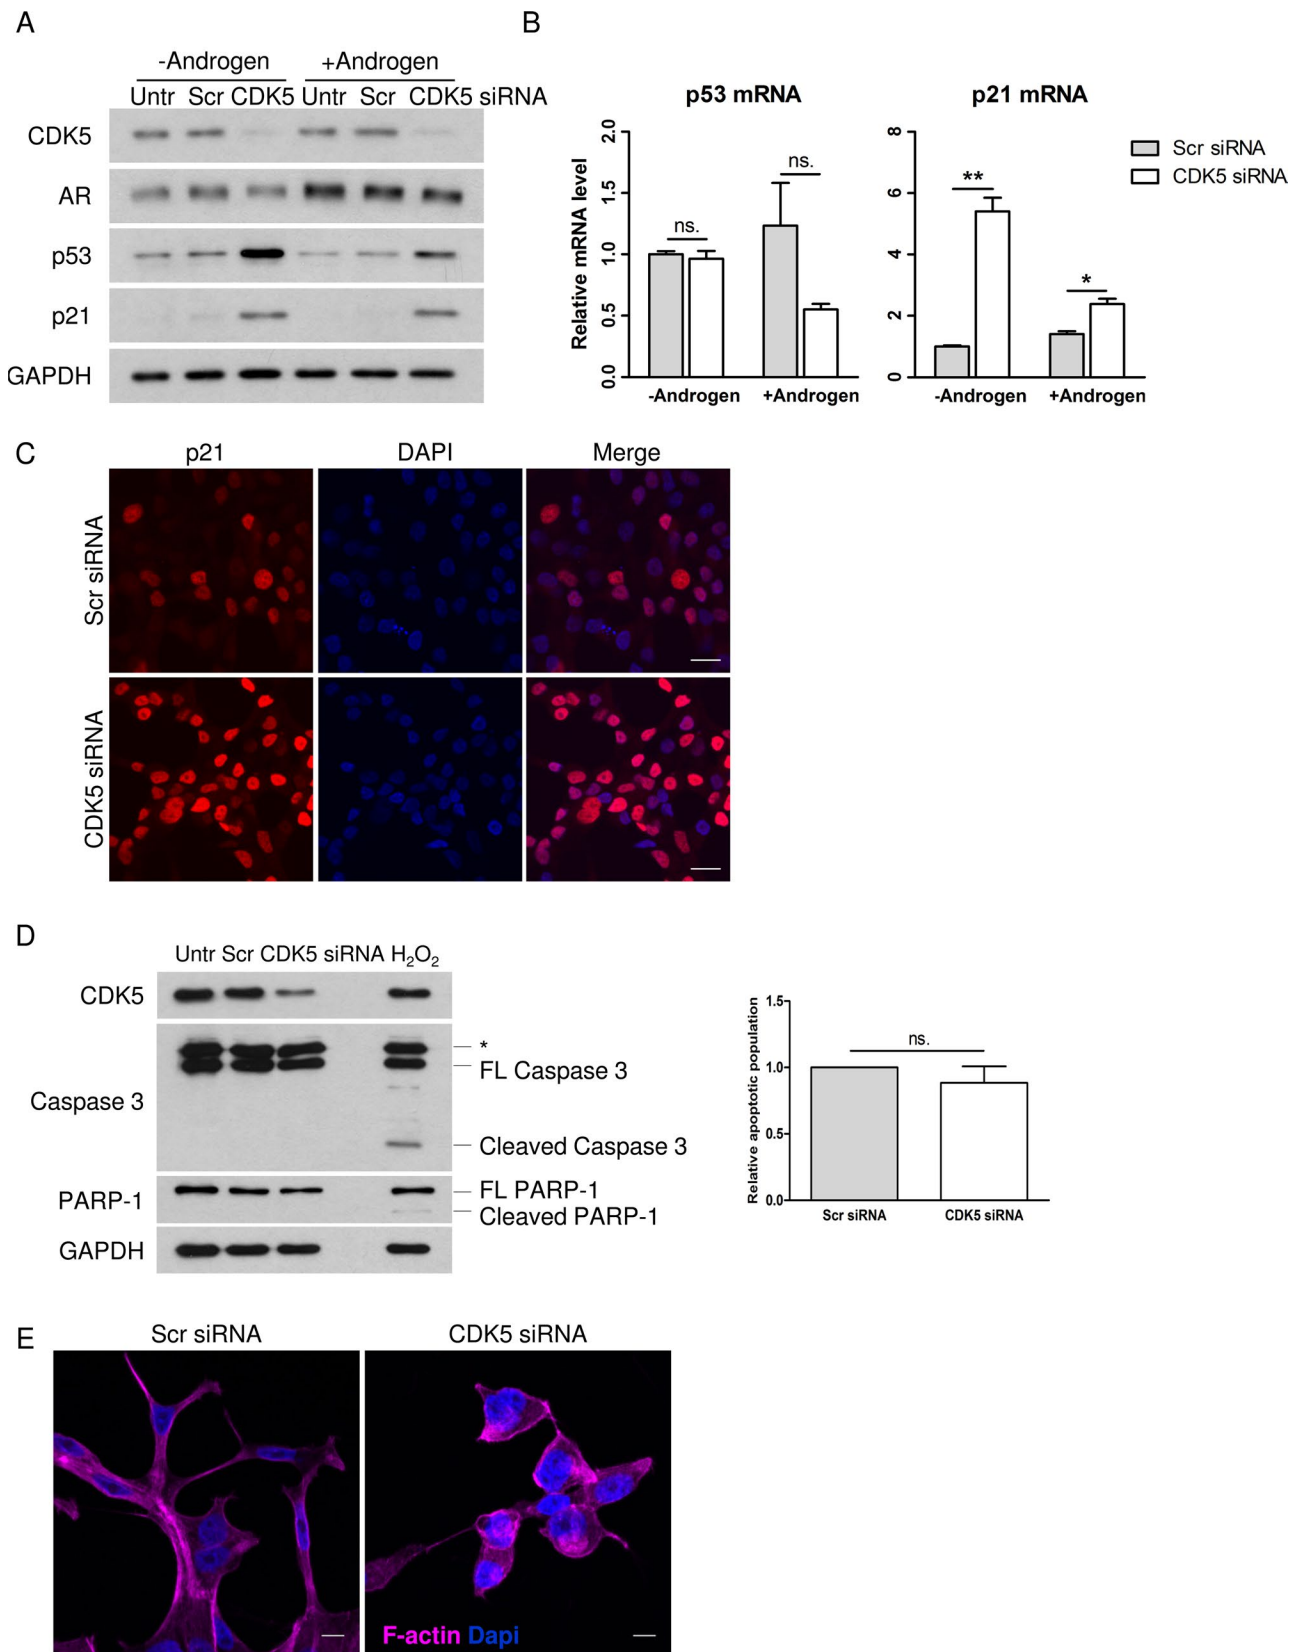 A
-Androgen +Androgen
Untr Scr CDK5 Untr Scr CDK5 siRNA
CDK5
AR
p53
p21
GAPDH
B
p53 mRNA
Relative mRNA level
2.0
1.5
1.0
0.5
0.0
ns.
ns.
-Androgen +Androgen
p21 mRNA
8
6
4
2
0
**
*
-Androgen +Androgen
Scr siRNA
CDK5 siRNA
C
p21 DAPI Merge
Scr siRNA
CDK5 siRNA
D
Untr Scr CDK5 siRNA H₂O₂
CDK5
Caspase 3
*
FL Caspase 3
Cleaved Caspase 3
PARP-1
FL PARP-1
Cleaved PARP-1
GAPDH
Relative apoptotic population
1.5
1.0
0.5
0.0
ns.
Scr siRNA CDK5 siRNA
E
Scr siRNA CDK5 siRNA
F-actin Dapi